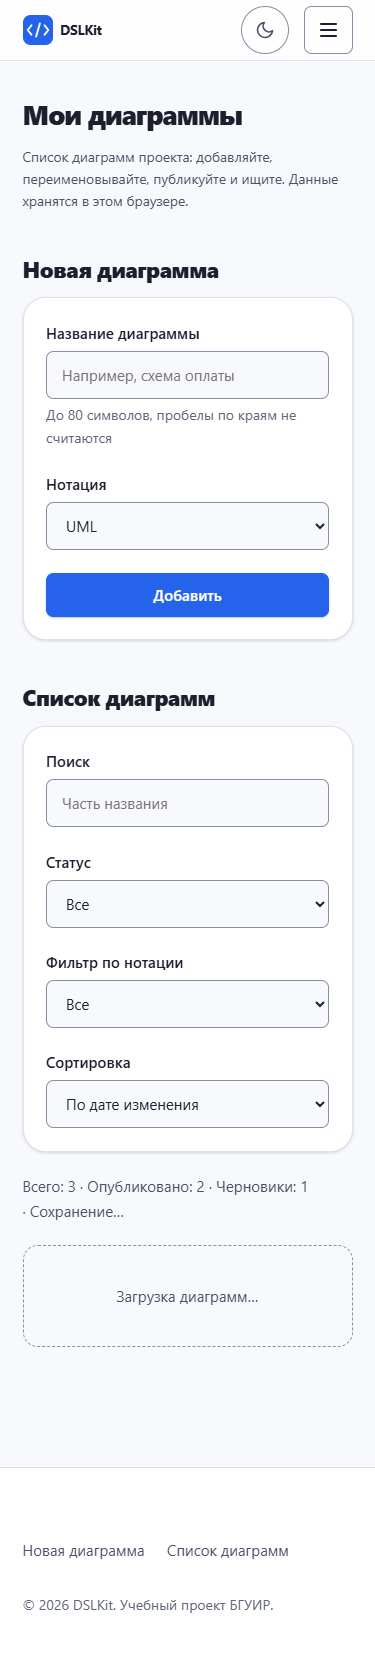 DSLKit
Мои диаграммы
Список диаграмм проекта: добавляйте,
переименовывайте, публикуйте и ищите. Данные
хранятся в этом браузере.
Новая диаграмма
Название диаграммы
Например, схема оплаты
До 80 символов, пробелы по краям не
считаются
Нотация
UML
Добавить
Список диаграмм
Поиск
Часть названия
Статус
Все
Фильтр по нотации
Все
Сортировка
По дате изменения
Всего: 3 · Опубликовано: 2 · Черновики: 1
· Сохранение…
Загрузка диаграмм…
Новая диаграмма Список диаграмм
© 2026 DSLKit. Учебный проект БГУИР.